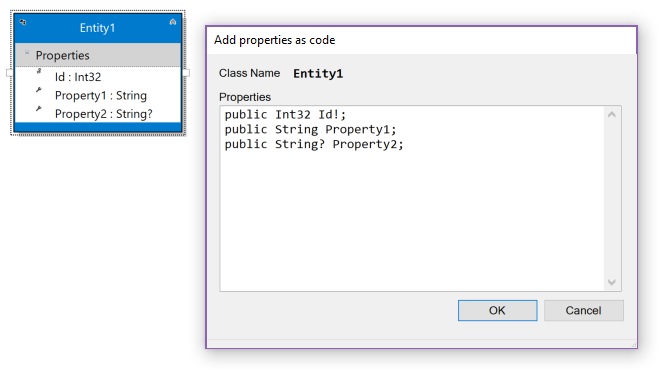 Entity1
Properties
Id : Int32
Property1 : String
Property2 : String?
Add properties as code
Class Name Entity1
Properties
public Int32 Id!;
public String Property1;
public String? Property2;
OK Cancel